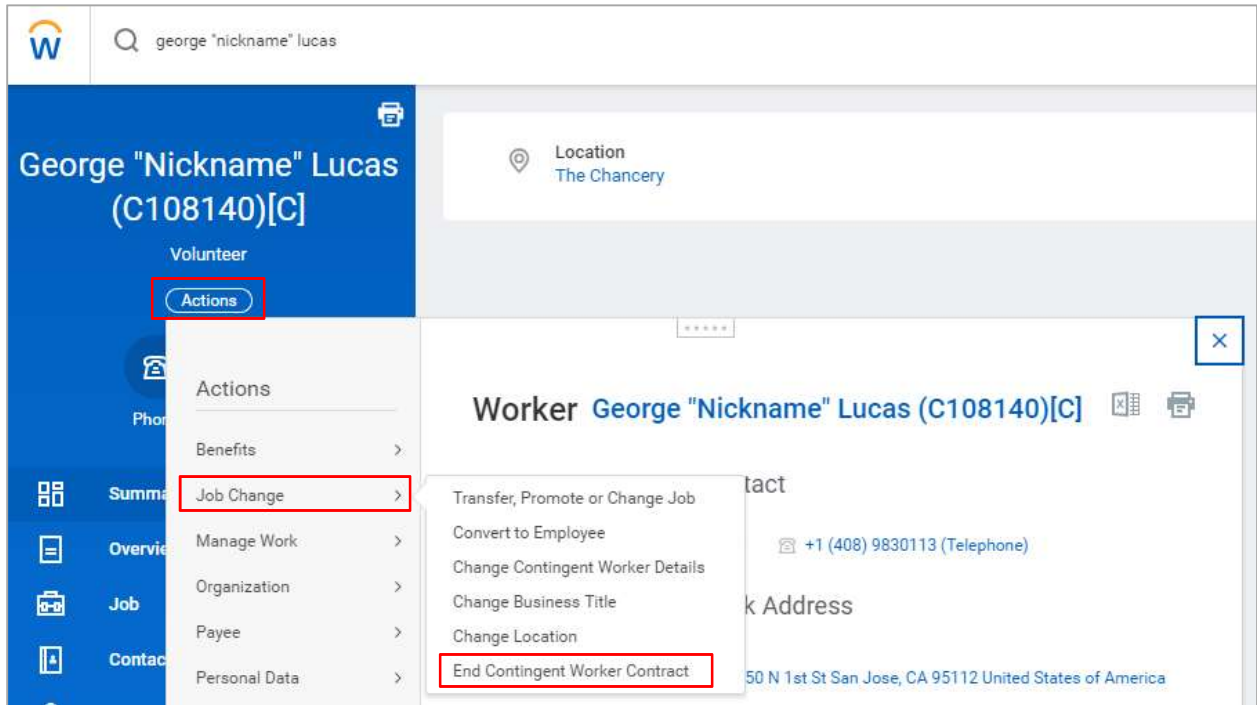 george "nickname" lucas
George "Nickname" Lucas
(C108140)[C]
Volunteer
Actions
Location
The Chancery
Actions
Worker George "Nickname" Lucas (C108140)[C]
Benefits
Summa
Job Change
Transfer, Promote or Change Job
tact
Convert to Employee
Overvie
Manage Work
+1 (408) 9830113 (Telephone)
Change Contingent Worker Details
Job
Organization
Change Business Title
k Address
Payee
Change Location
Contac
Personal Data
End Contingent Worker Contract
50 N 1st St San Jose, CA 95112 United States of America
Phor